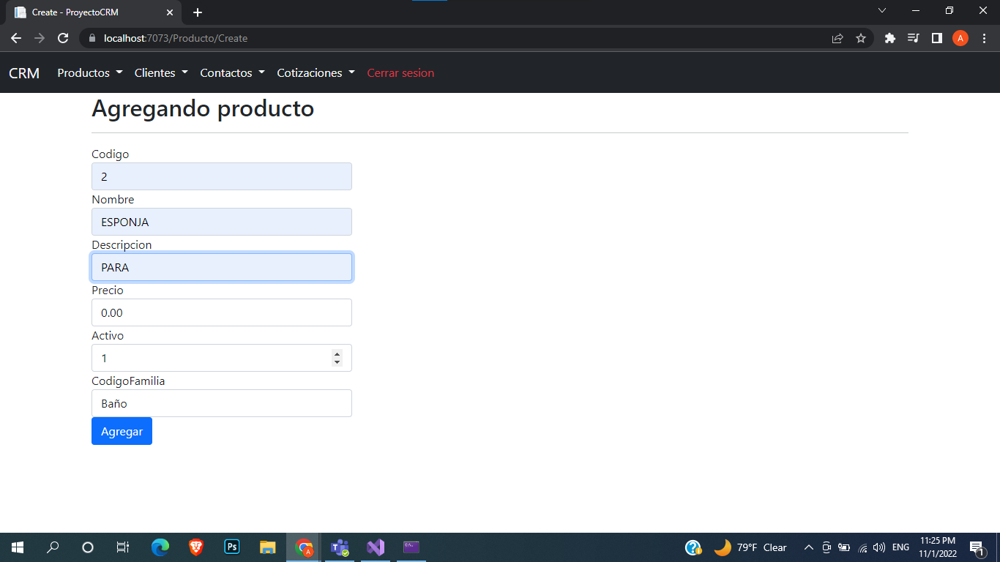 Create - ProyectoCRM
localhost:7073/Producto/Create
A
CRM Productos Clientes Contactos Cotizaciones Cerrar sesion
Agregando producto
Codigo
2
Nombre
ESPONJA
Descripcion
PARA
Precio
0.00
Activo
1
CodigoFamilia
Baño
Agregar
Ps
A
79°F Clear
ENG
11:25 PM
11/1/2022
1